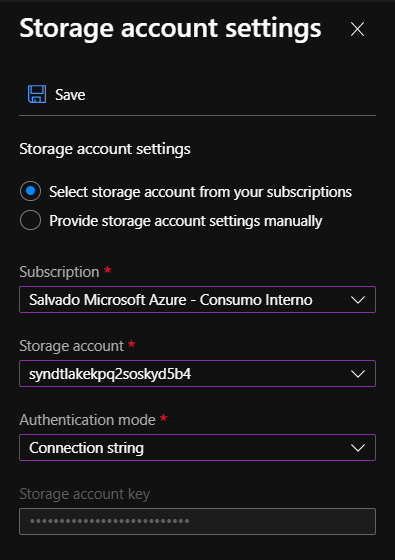 Storage account settings
Save
Storage account settings
Select storage account from your subscriptions
Provide storage account settings manually
Subscription *
Salvado Microsoft Azure - Consumo Interno
Storage account *
syndtlakekpq2soskyd5b4
Authentication mode *
Connection string
Storage account key
••••••••••••••••••••••••••••